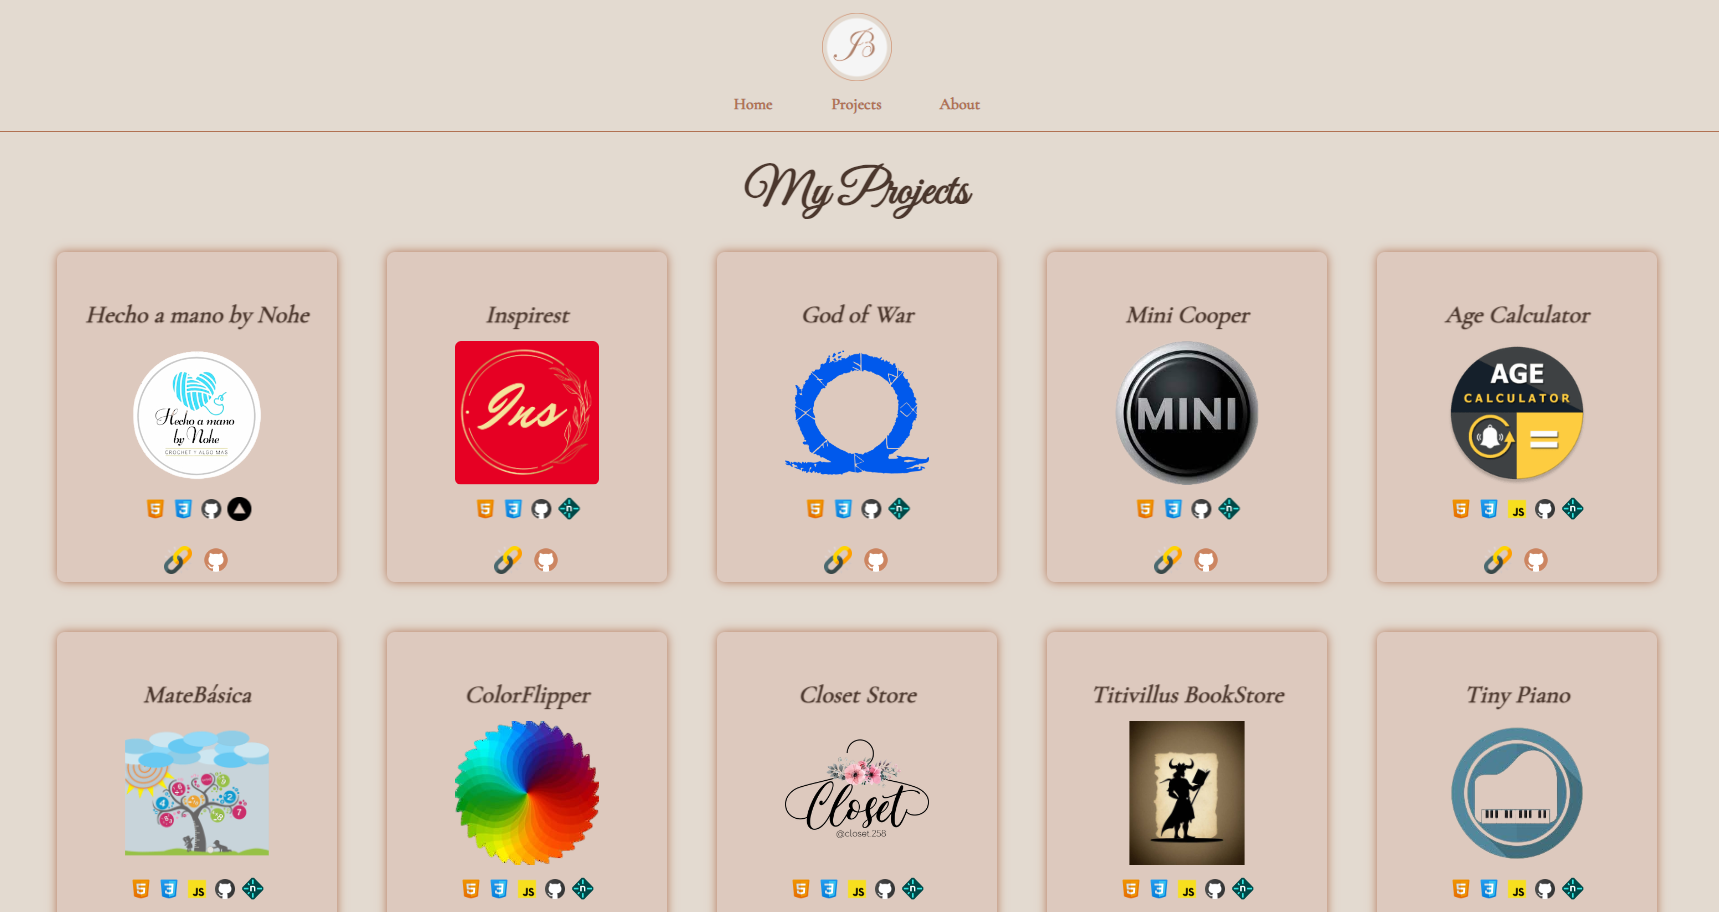 JB
Home Projects About
My Projects
Hecho a mano by Nohe Inspirest God of War Mini Cooper Age Calculator
Hecho a mano
by Nohe
CROCHET Y ALGO MAS
Ins
MINI
AGE
CALCULATOR
MateBásica ColorFlipper Closet Store Titivillus BookStore Tiny Piano
Closet
@closet.258
JS JS JS JS JS